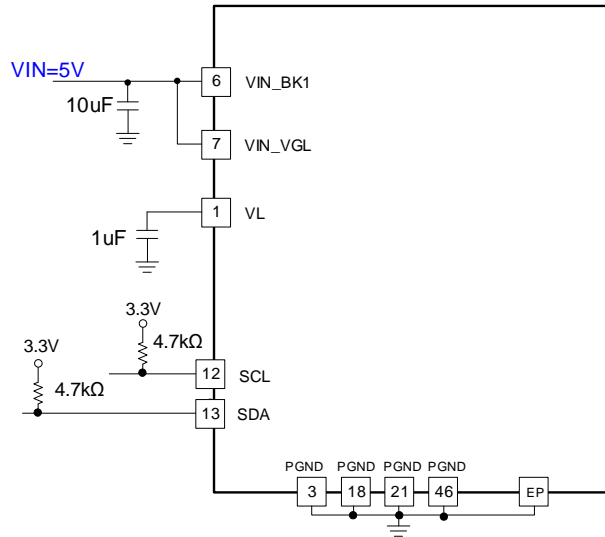 VIN=5V
6
VIN_BK1
10uF
7
VIN_VGL
1
VL
1uF
3.3V
4.7kΩ
3.3V
4.7kΩ
12
SCL
13
SDA
PGND
PGND
PGND
PGND
3
18
21
46
EP